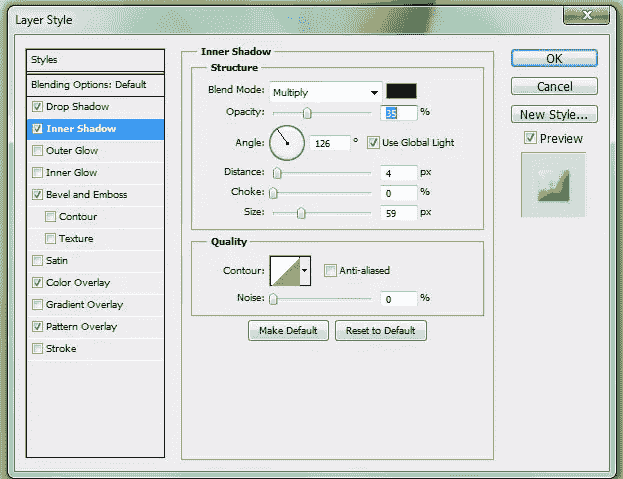 Layer Style
x
Styles
Blending Options: Default
Drop Shadow
Inner Shadow
Outer Glow
Inner Glow
Bevel and Emboss
Contour
Texture
Satin
Color Overlay
Gradient Overlay
Pattern Overlay
Stroke
Inner Shadow
Structure
Blend Mode: Multiply
Opacity: 35 %
Angle: 126 ° Use Global Light
Distance: 4 px
Choke: 0 %
Size: 59 px
Quality
Contour: Anti-aliased
Noise: 0 %
Make Default Reset to Default
OK
Cancel
New Style...
Preview